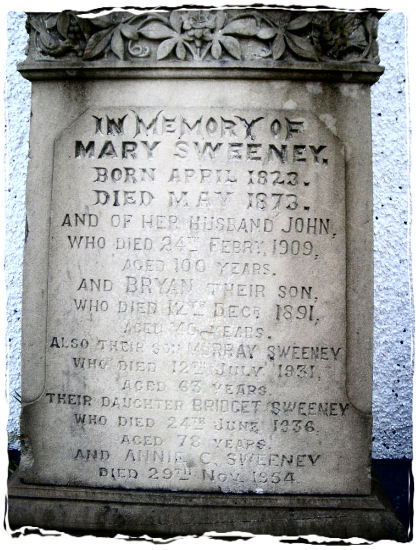 IN MEMORY OF
MARY SWEENEY.
BORN APRIL 1823.
DIED MAY 1873.
AND OF HER HUSBAND JOHN,
WHO DIED 24TH FEBRY, 1909,
AGED 100 YEARS.
AND BRYAN THEIR SON,
WHO DIED 12TH DECR 1891,
AGED YEARS.
ALSO THEIR SON MURRAY SWEENEY
WHO DIED 12TH JULY 1931,
AGED 63 YEARS
THEIR DAUGHTER BRIDGET SWEENEY
WHO DIED 24TH JUNE 1936.
AGED 78 YEARS.
AND ANNIE C. SWEENEY
DIED 29TH NOV. 1954